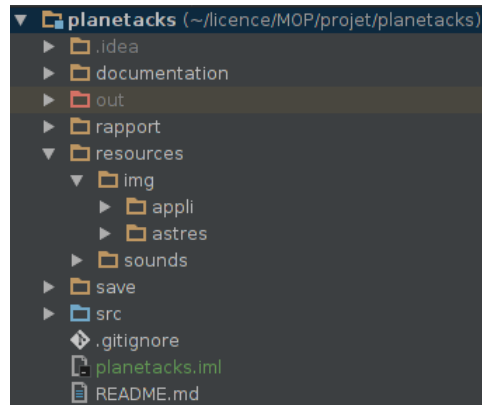 planetacks (~/licence/MOP/projet/planetacks)
.idea
documentation
out
rapport
resources
img
appli
astres
sounds
save
src
.gitignore
planetacks.iml
README.md